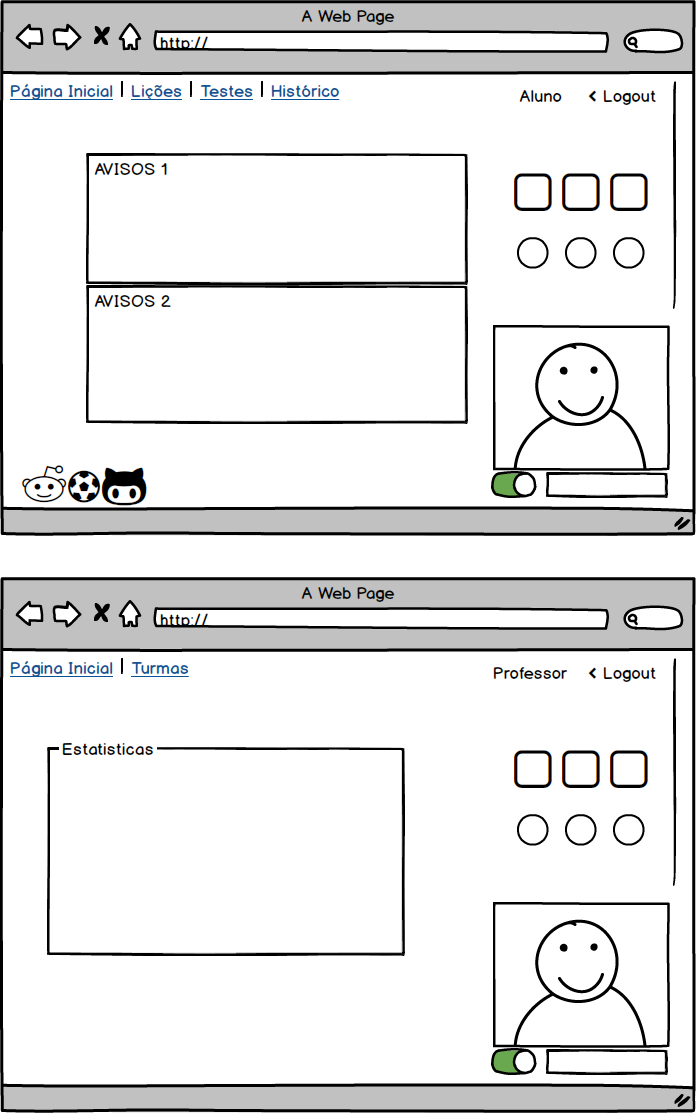 A Web Page
http://
Página Inicial | Lições | Testes | Histórico
Aluno < Logout
AVISOS 1
AVISOS 2
A Web Page
http://
Página Inicial | Turmas
Professor < Logout
Estatisticas